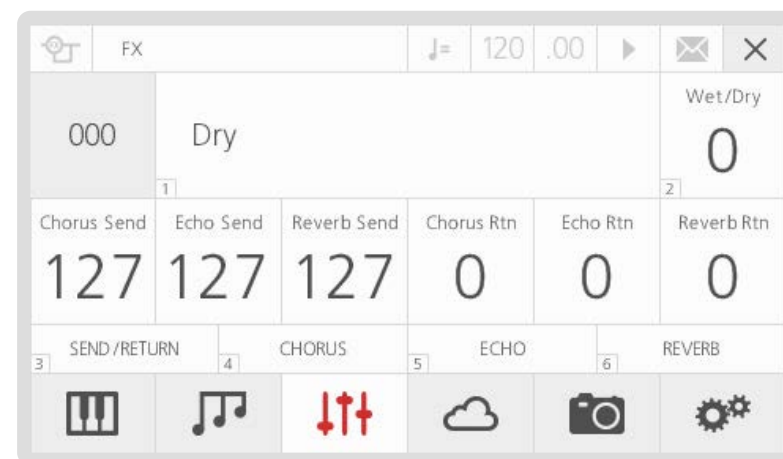 FX ♩= 120 .00
Wet/Dry
000 Dry 0
1 2
Chorus Send Echo Send Reverb Send Chorus Rtn Echo Rtn Reverb Rtn
127 127 127 0 0 0
SEND/RETURN CHORUS ECHO REVERB
3 4 5 6